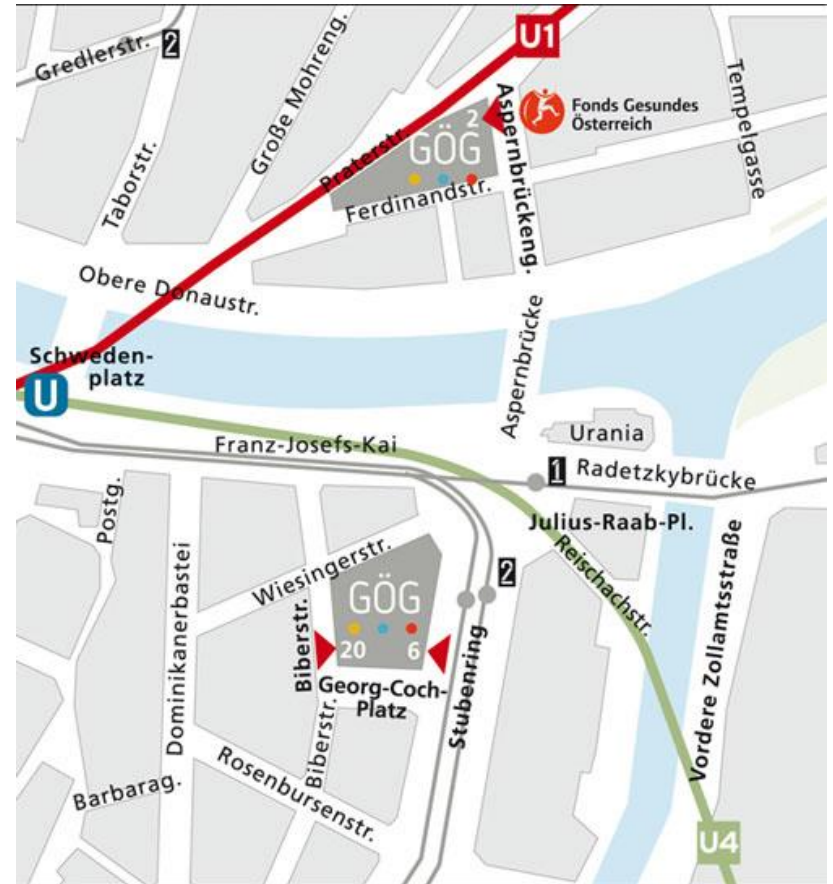 U1
Gredlerstr.
2
Große Mohreng.
Taborstr.
Praterstr.
2
GÖG
Aspernbrückeng.
Fonds Gesundes
Österreich
Tempelgasse
Ferdinandstr.
Obere Donaustr.
Schweden-
platz
U
Aspernbrücke
Franz-Josefs-Kai
Urania
1
Radetzkybrücke
Postg.
Julius-Raab-Pl.
Dominikanerbastei
Wiesingerstr.
Biberstr.
GÖG
20
6
2
Reischachstr.
Georg-Coch-
Platz
Stubenring
Vordere Zollamtsstraße
Biberstr.
Barbarag.
Rosenbursenstr.
U4